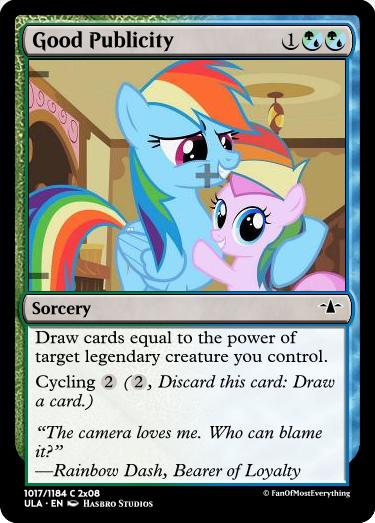 Good Publicity 1
Sorcery
Draw cards equal to the power of
target legendary creature you control.
Cycling 2 (2, Discard this card: Draw
a card.)
“The camera loves me. Who can blame
it?”
—Rainbow Dash, Bearer of Loyalty
1017/1184 C 2x08
ULA • EN Hasbro Studios
© FanOfMostEverything